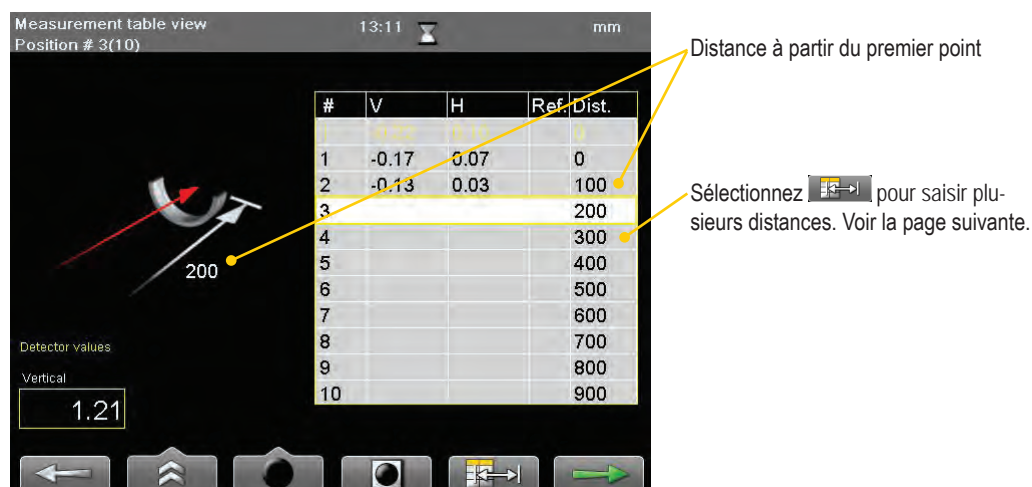 Measurement table view 13:11 mm
Position # 3(10)
Distance à partir du premier point
# V H Ref. Dist.
0
1 -0.17 0.07 0
2 -0.13 0.03 100
3 200
4 300
5 400
6 500
7 600
8 700
9 800
10 900
200
Sélectionnez pour saisir plu-
sieurs distances. Voir la page suivante.
Detector values
Vertical
1.21